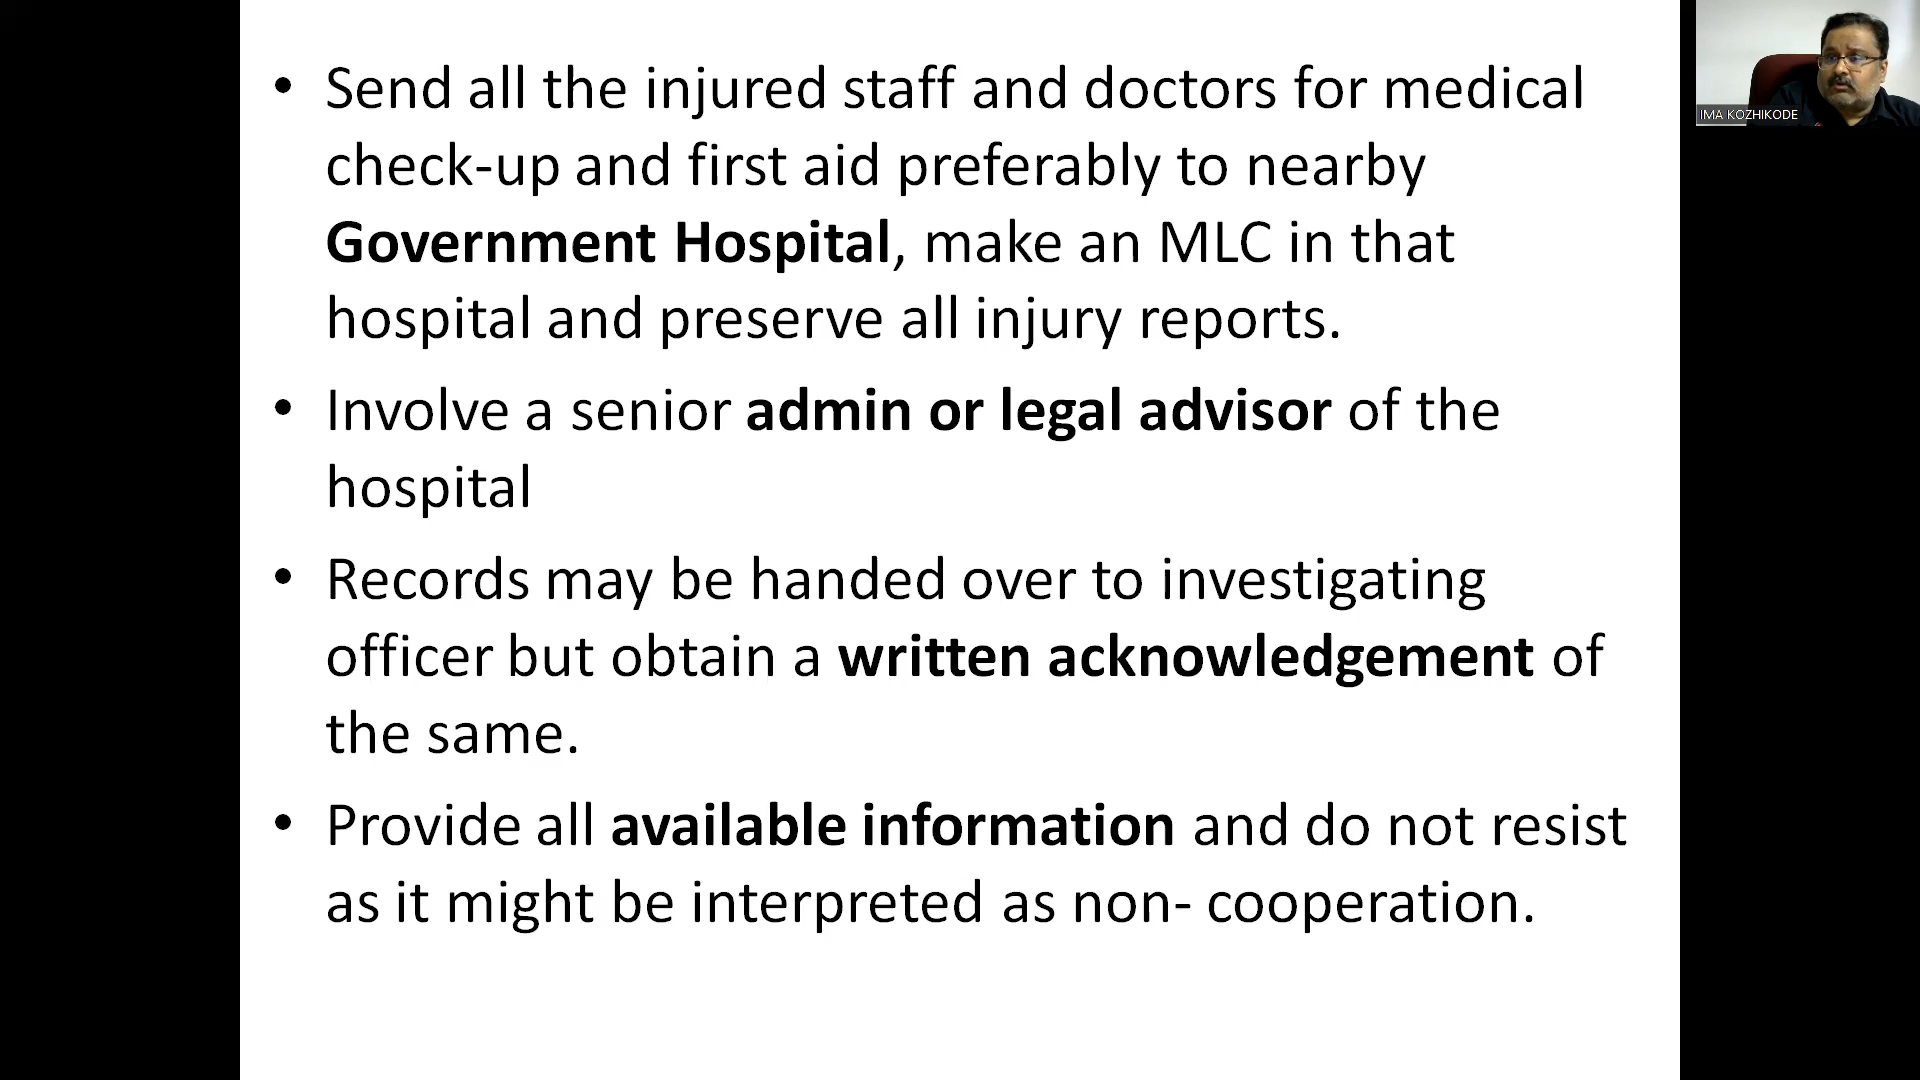 • Send all the injured staff and doctors for medical
check-up and first aid preferably to nearby
Government Hospital, make an MLC in that
hospital and preserve all injury reports.
• Involve a senior admin or legal advisor of the
hospital
• Records may be handed over to investigating
officer but obtain a written acknowledgement of
the same.
• Provide all available information and do not resist
as it might be interpreted as non- cooperation.
IMA KOZHIKODE